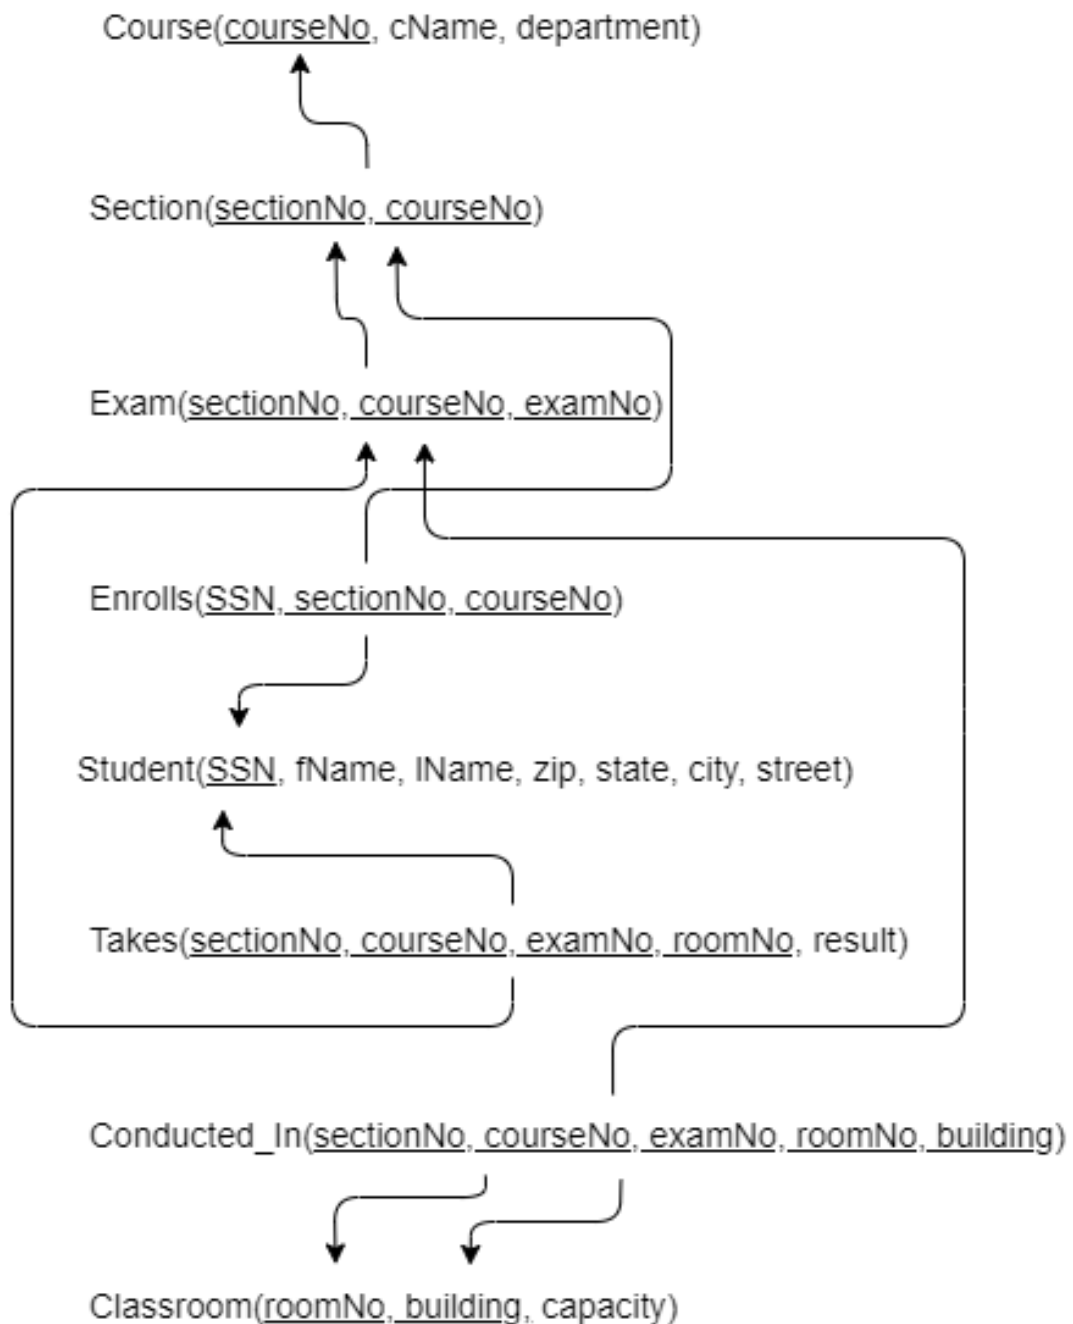 Course(courseNo, cName, department)
Section(sectionNo, courseNo)
Exam(sectionNo, courseNo, examNo)
Enrolls(SSN, sectionNo, courseNo)
Student(SSN, fName, lName, zip, state, city, street)
Takes(sectionNo, courseNo, examNo, roomNo, result)
Conducted_In(sectionNo, courseNo, examNo, roomNo, building)
Classroom(roomNo, building, capacity)